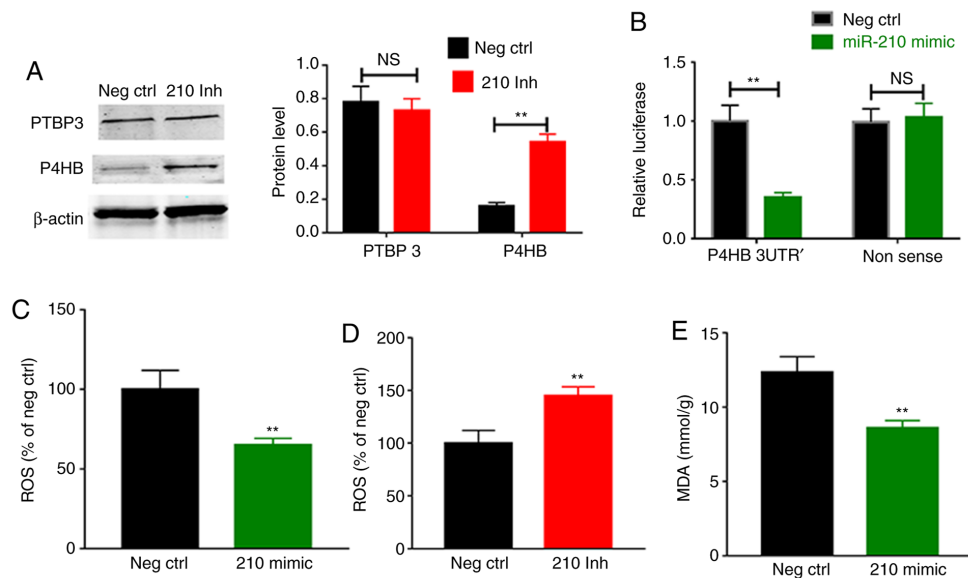 A
Neg ctrl 210 Inh
PTBP3
P4HB
β-actin
Neg ctrl
210 Inh
Protein level
1.0
0.8
0.6
0.4
0.2
0.0
NS
**
PTBP 3 P4HB
B
Neg ctrl
miR-210 mimic
Relative luciferase
1.5
1.0
0.5
0.0
**
NS
P4HB 3UTR′ Non sense
C
ROS (% of neg ctrl)
150
100
50
0
**
Neg ctrl 210 mimic
D
ROS (% of neg ctrl)
200
150
100
50
0
**
Neg ctrl 210 Inh
E
MDA (mmol/g)
15
10
5
0
**
Neg ctrl 210 mimic